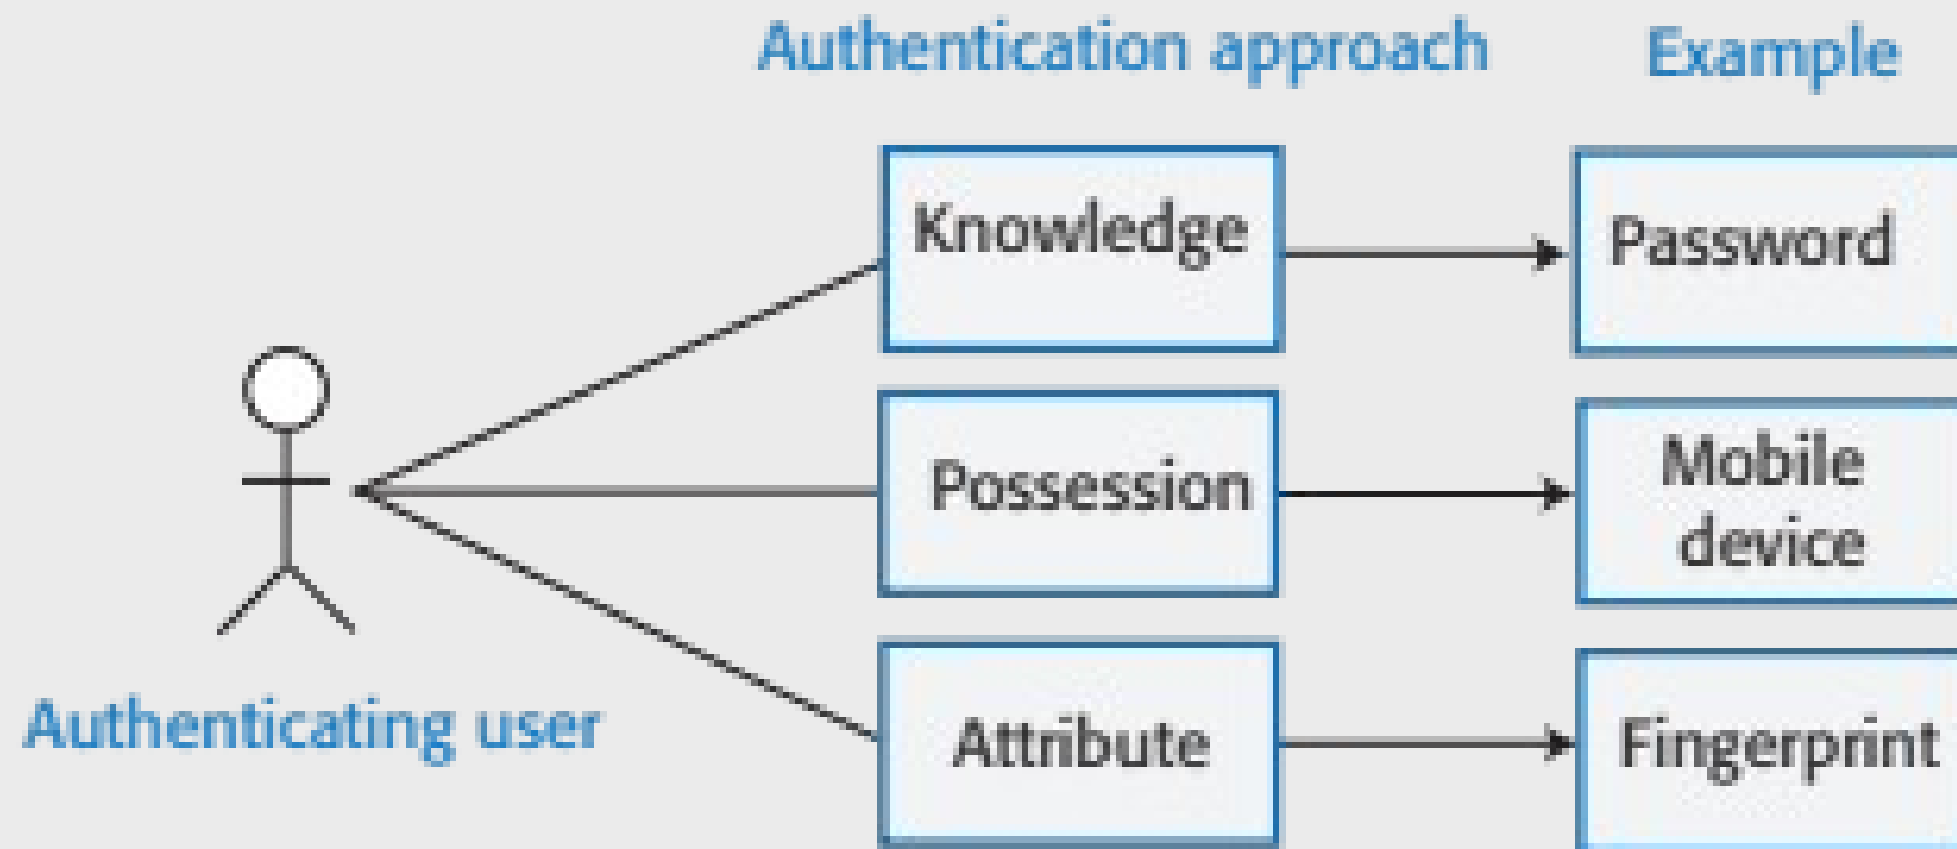 Authentication approach
Example
Knowledge
Password
Possession
Mobile
device
Attribute
Fingerprint
Authenticating user